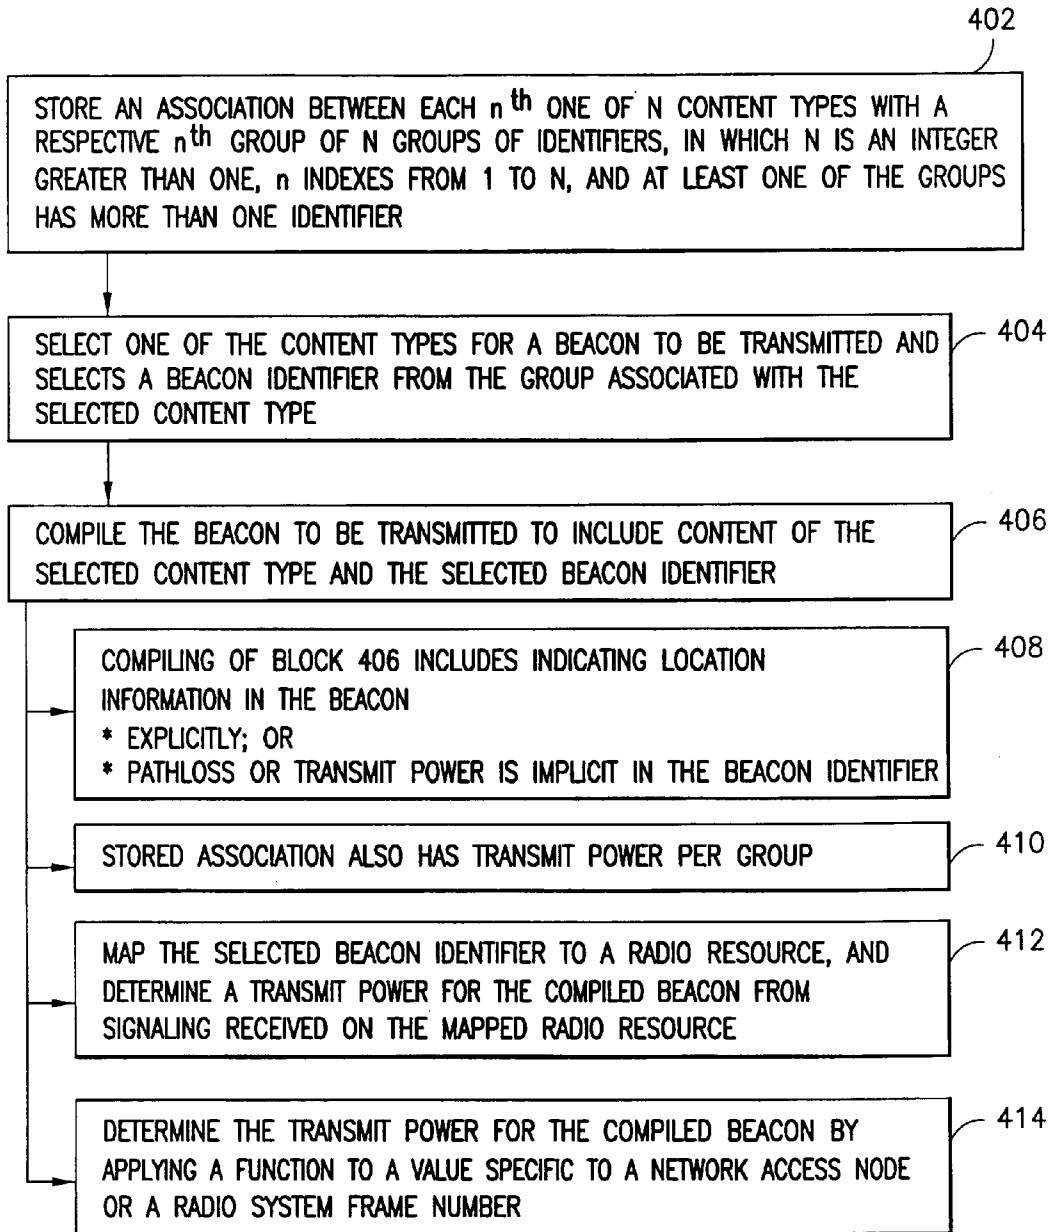 402
STORE AN ASSOCIATION BETWEEN EACH nth ONE OF N CONTENT TYPES WITH A
RESPECTIVE nth GROUP OF N GROUPS OF IDENTIFIERS, IN WHICH N IS AN INTEGER
GREATER THAN ONE, n INDEXES FROM 1 TO N, AND AT LEAST ONE OF THE GROUPS
HAS MORE THAN ONE IDENTIFIER
404
SELECT ONE OF THE CONTENT TYPES FOR A BEACON TO BE TRANSMITTED AND
SELECTS A BEACON IDENTIFIER FROM THE GROUP ASSOCIATED WITH THE
SELECTED CONTENT TYPE
406
COMPILE THE BEACON TO BE TRANSMITTED TO INCLUDE CONTENT OF THE
SELECTED CONTENT TYPE AND THE SELECTED BEACON IDENTIFIER
408
COMPILING OF BLOCK 406 INCLUDES INDICATING LOCATION
INFORMATION IN THE BEACON
* EXPLICITLY; OR
* PATHLOSS OR TRANSMIT POWER IS IMPLICIT IN THE BEACON IDENTIFIER
410
STORED ASSOCIATION ALSO HAS TRANSMIT POWER PER GROUP
412
MAP THE SELECTED BEACON IDENTIFIER TO A RADIO RESOURCE, AND
DETERMINE A TRANSMIT POWER FOR THE COMPILED BEACON FROM
SIGNALING RECEIVED ON THE MAPPED RADIO RESOURCE
414
DETERMINE THE TRANSMIT POWER FOR THE COMPILED BEACON BY
APPLYING A FUNCTION TO A VALUE SPECIFIC TO A NETWORK ACCESS NODE
OR A RADIO SYSTEM FRAME NUMBER